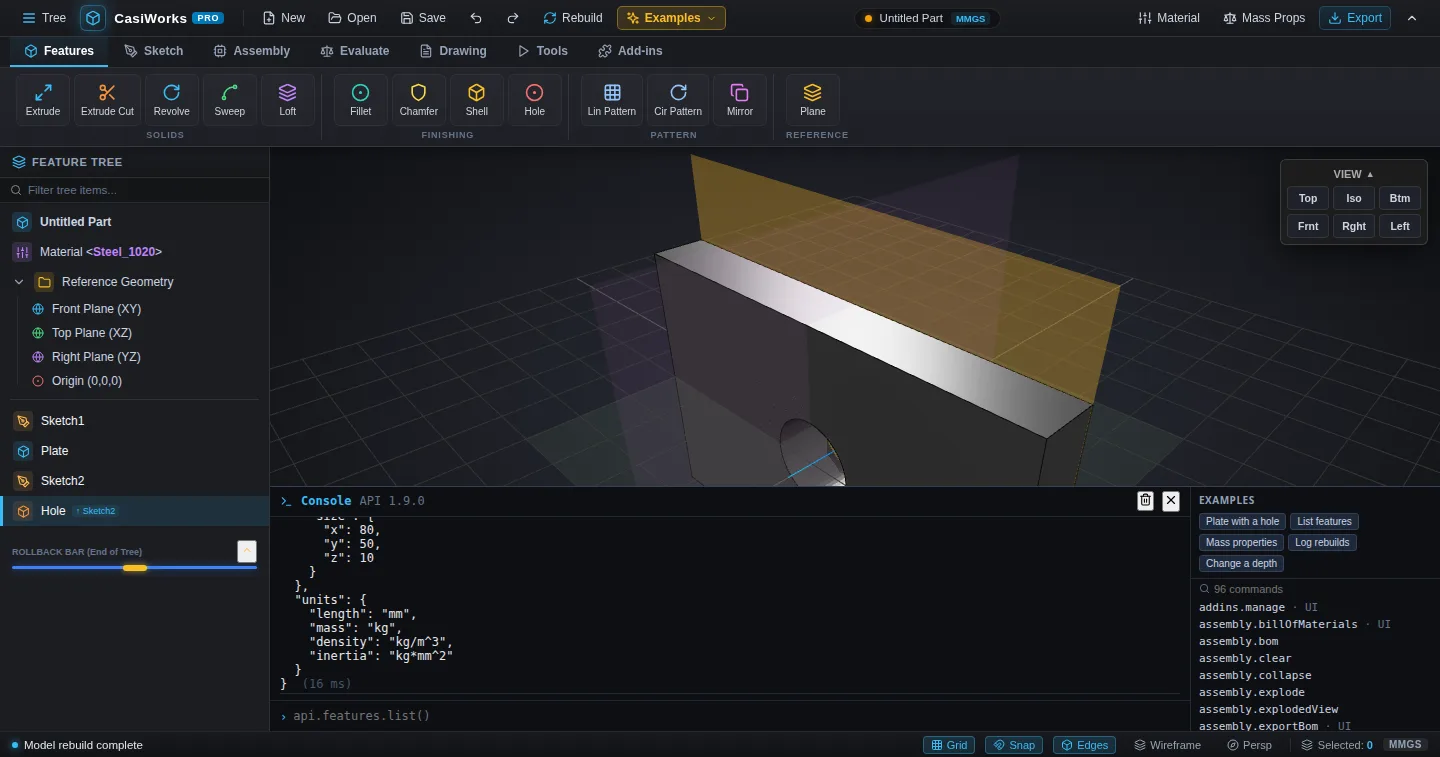 Tree CasiWorks PRO New Open Save Rebuild Examples Untitled Part MMGS Material Mass Props Export
Features Sketch Assembly Evaluate Drawing Tools Add-ins
Extrude Extrude Cut Revolve Sweep Loft Fillet Chamfer Shell Hole Lin Pattern Cir Pattern Mirror Plane
SOLIDS FINISHING PATTERN REFERENCE
FEATURE TREE
Filter tree items...
Untitled Part
Material <Steel_1020>
Reference Geometry
Front Plane (XY)
Top Plane (XZ)
Right Plane (YZ)
Origin (0,0,0)
Sketch1
Plate
Sketch2
Hole ↑ Sketch2
ROLLBACK BAR (End of Tree)
VIEW ▲
Top Iso Btm
Frnt Rght Left
>_ Console API 1.9.0
"size": {
"x": 80,
"y": 50,
"z": 10
}
},
"units": {
"length": "mm",
"mass": "kg",
"density": "kg/m^3",
"inertia": "kg*mm^2"
}
} (16 ms)
› api.features.list()
EXAMPLES
Plate with a hole List features
Mass properties Log rebuilds
Change a depth
96 commands
addins.manage · UI
assembly.billOfMaterials · UI
assembly.bom
assembly.clear
assembly.collapse
assembly.explode
assembly.explodedView
assembly.exportBom · UI
Model rebuild complete Grid Snap Edges Wireframe Persp Selected: 0 MMGS